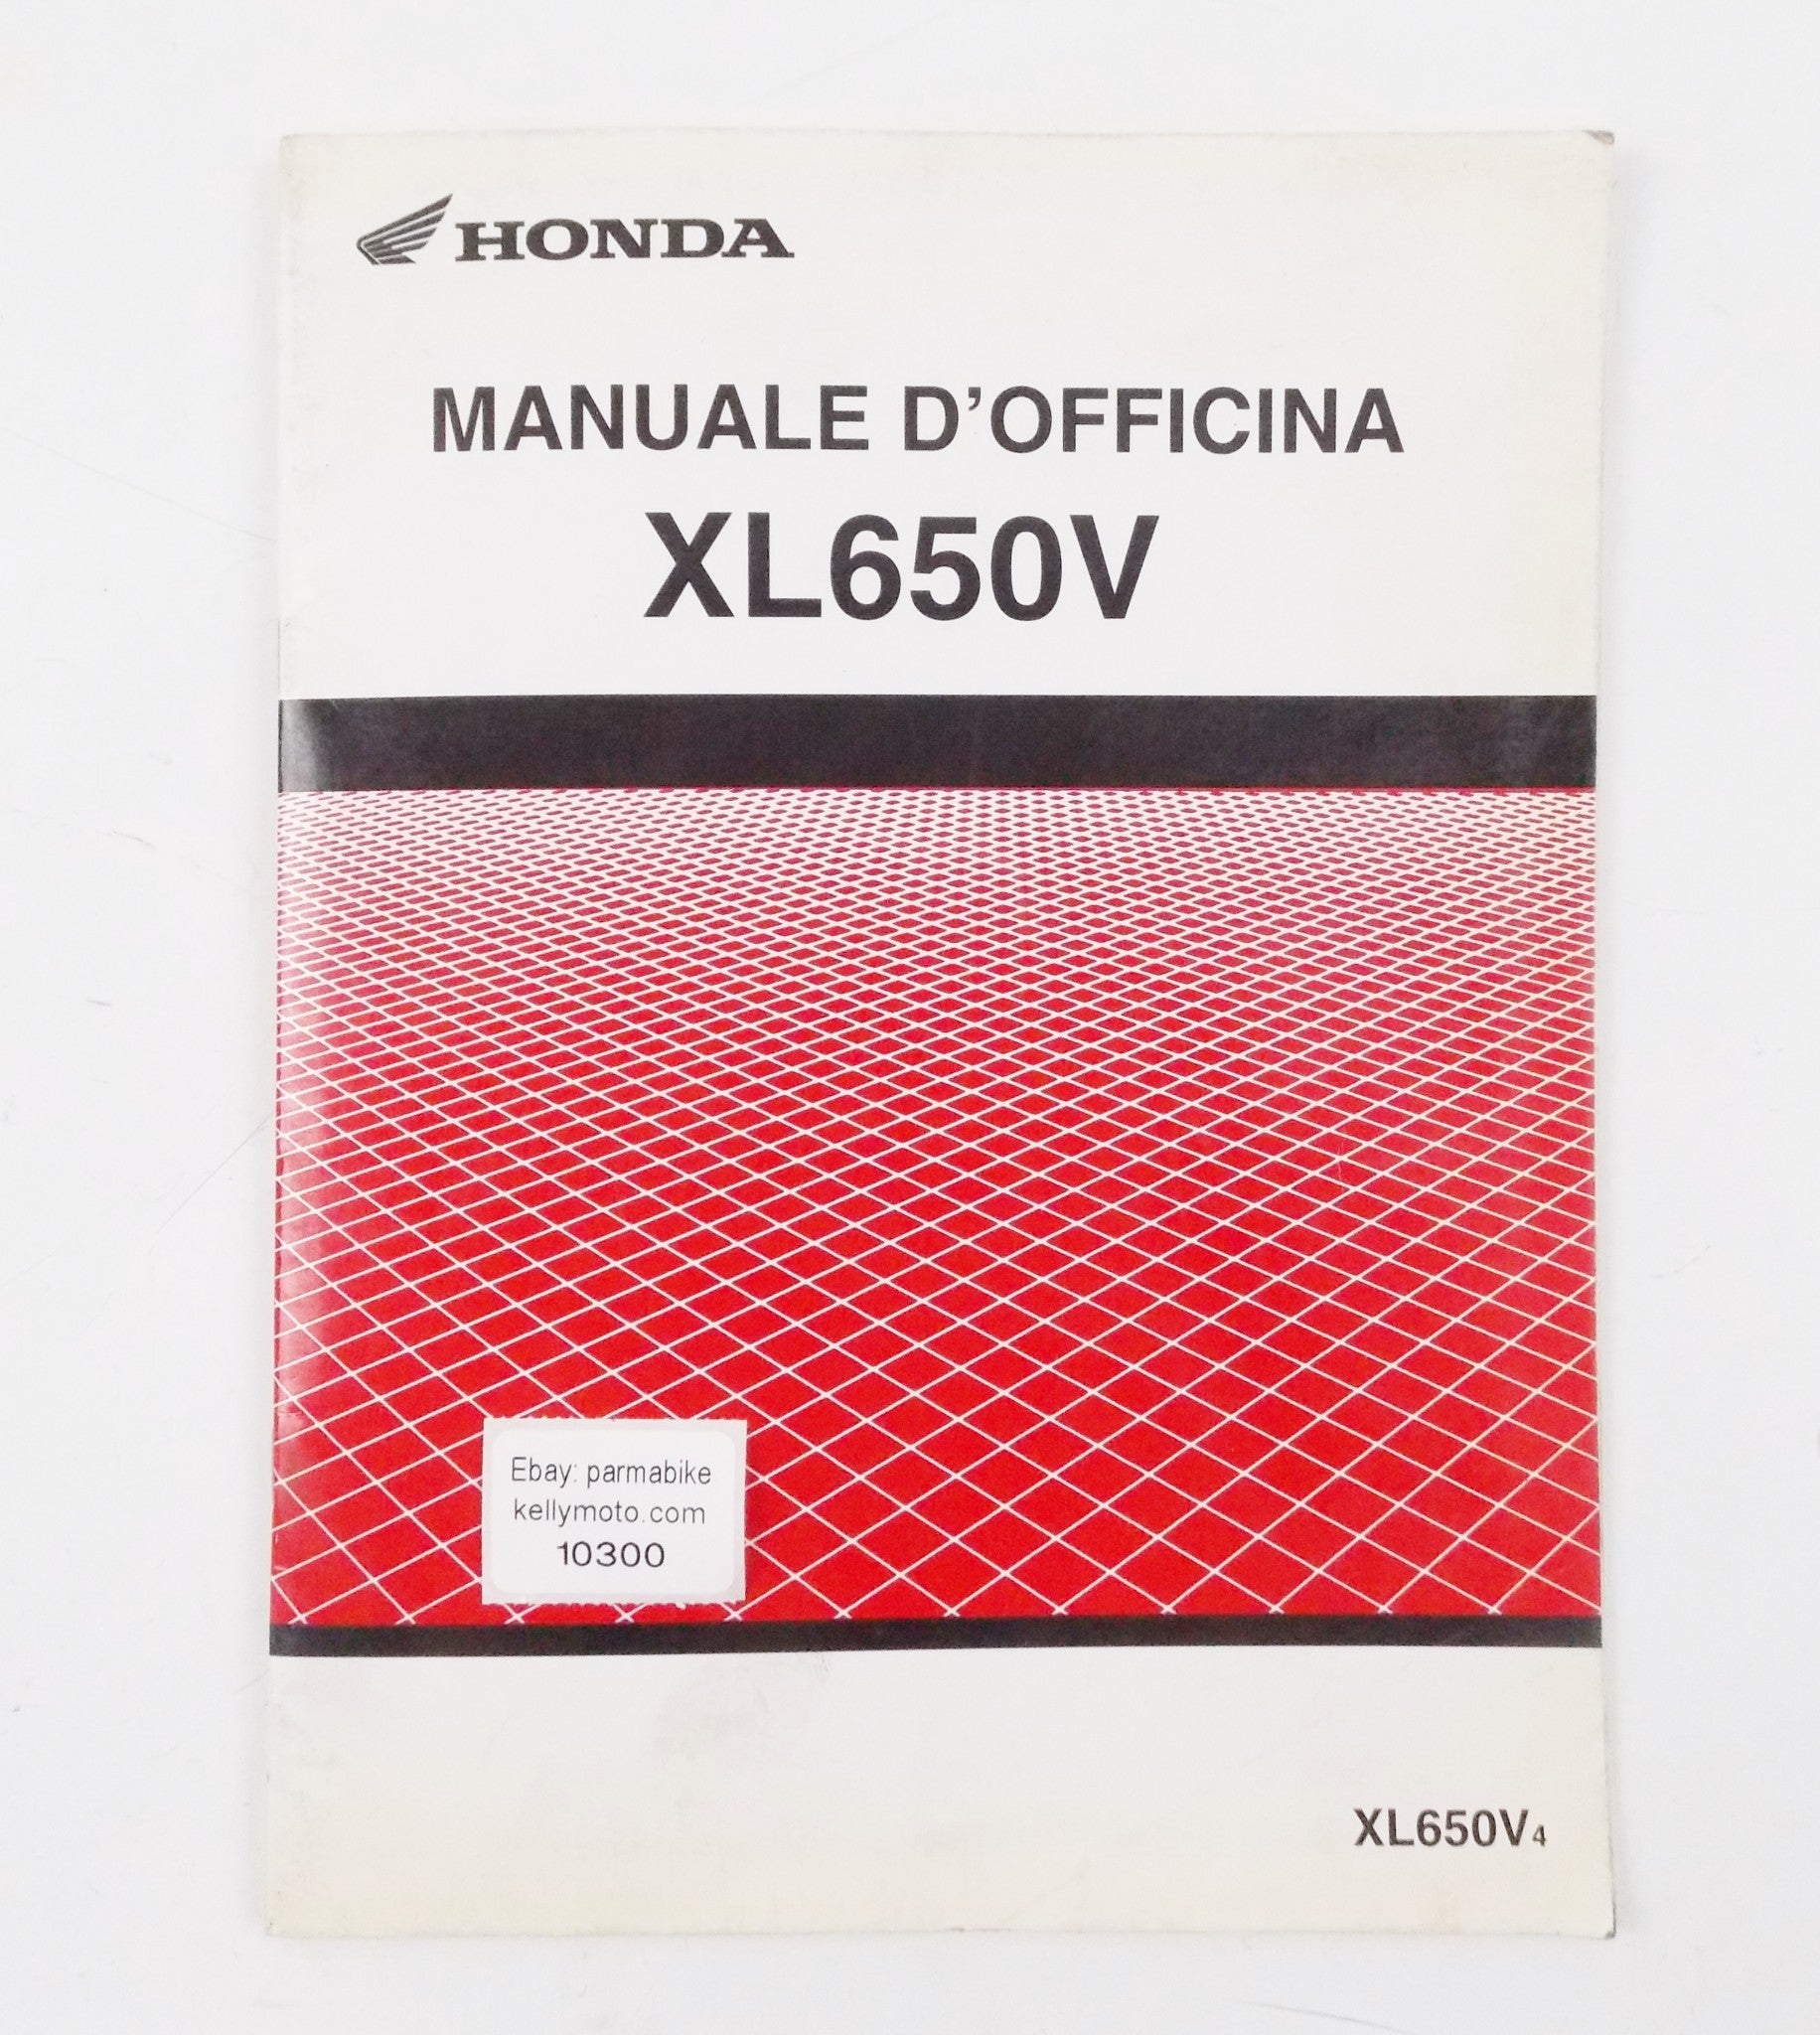 HONDA
MANUALE D'OFFICINA
XL650V
Ebay: parmabike
kellymoto.com
10300
XL650V4